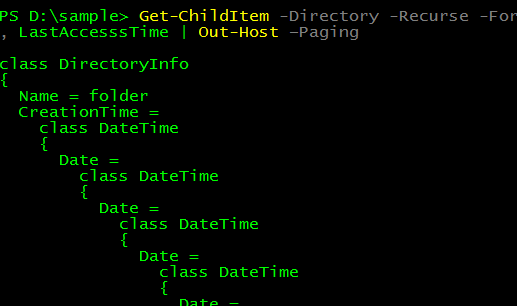 PS D:\sample> Get-ChildItem -Directory -Recurse -For
, LastAccesssTime | Out-Host -Paging
class DirectoryInfo
{
Name = folder
CreationTime =
class DateTime
{
Date =
class DateTime
{
Date =
class DateTime
{
Date =
class DateTime
{
Date =